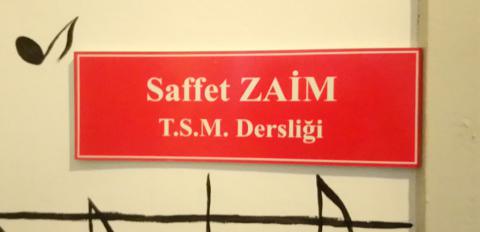 Saffet ZAİM
T.S.M. Dersliği